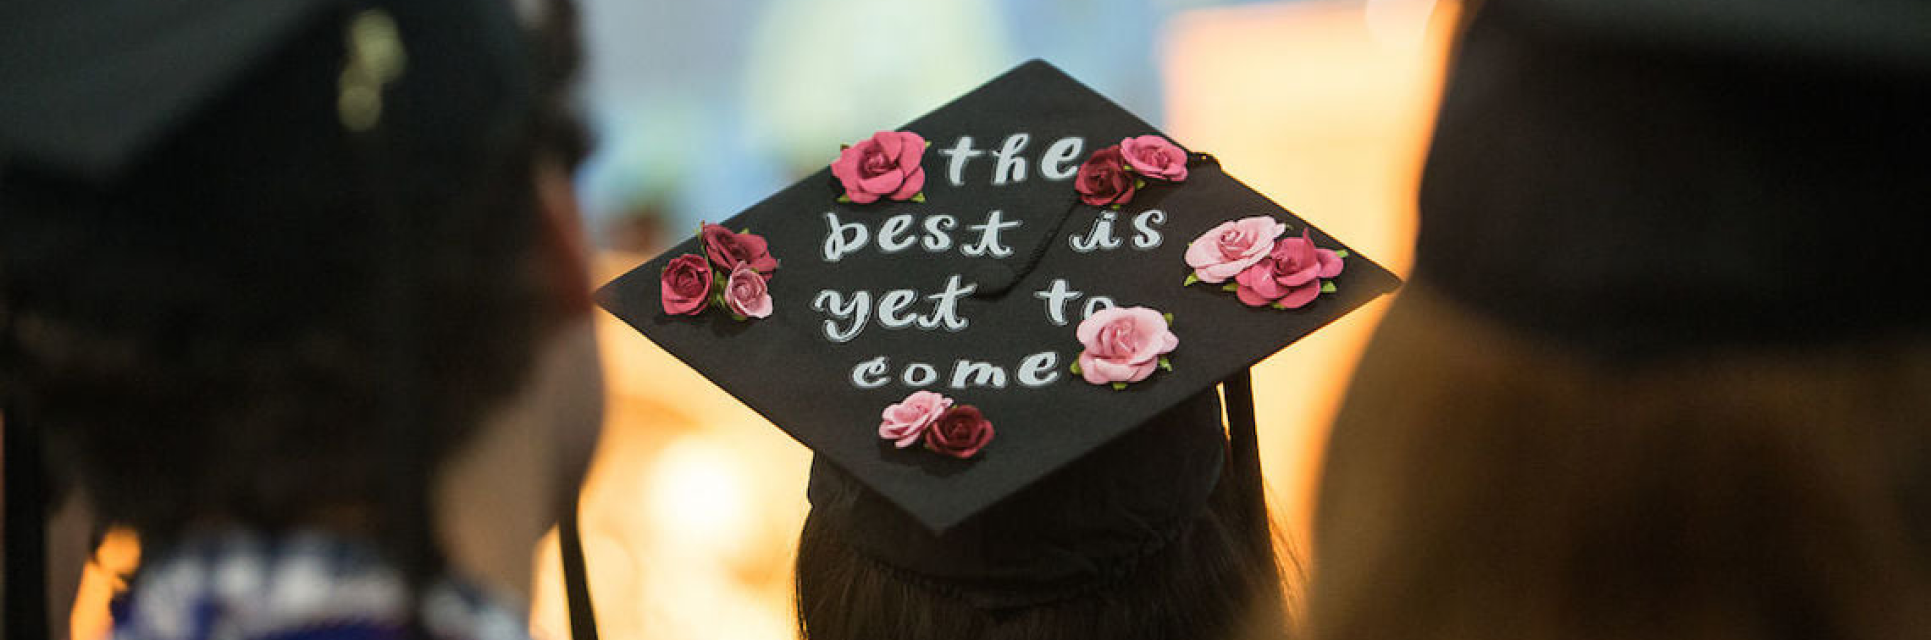 the
best is
yet to
come